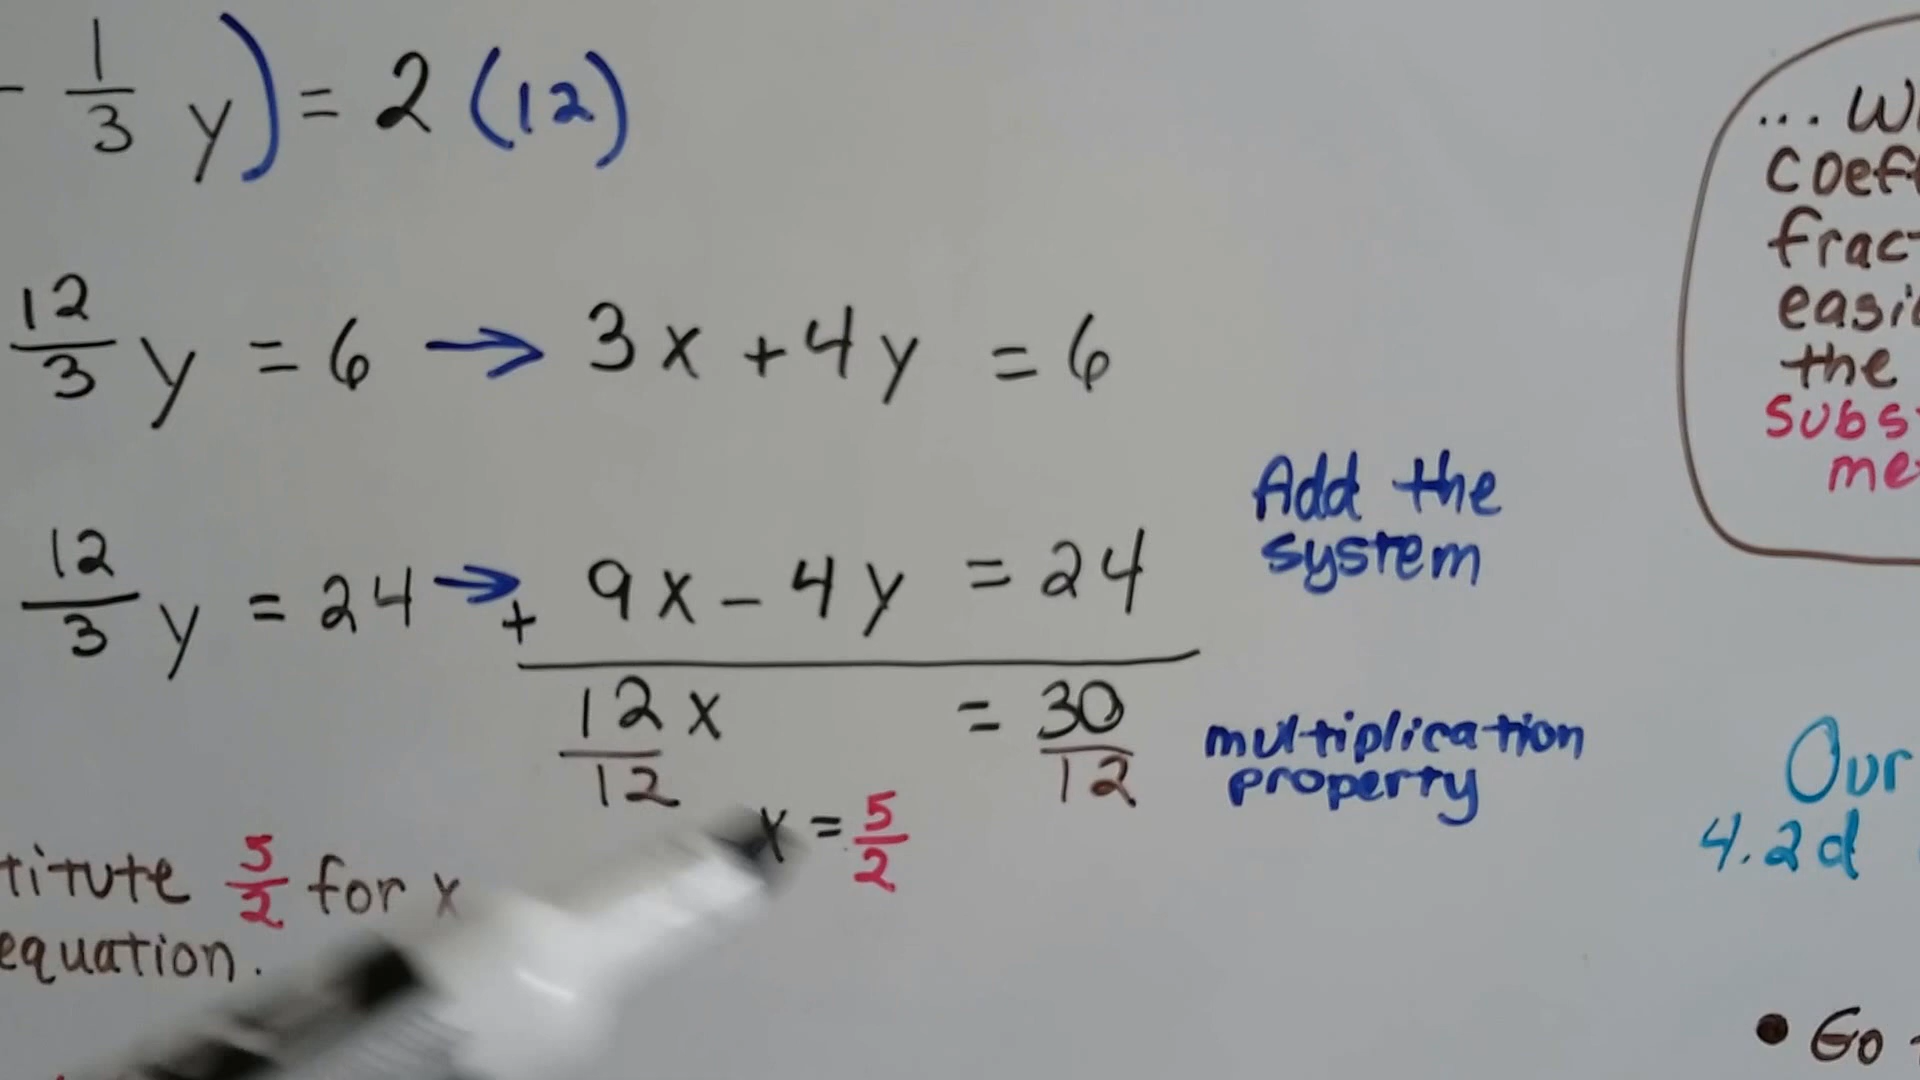 - 1/3 y) = 2 (12)
12/3 y = 6 → 3x + 4y = 6
12/3 y = 24 → + 9x - 4y = 24
Add the
system
12x/12 = 30/12
multiplication
property
x = 5/2
titute 5/2 for x
equation.
... W
coef
frac
easi
the
subs
me
Our
4.2d
• Go